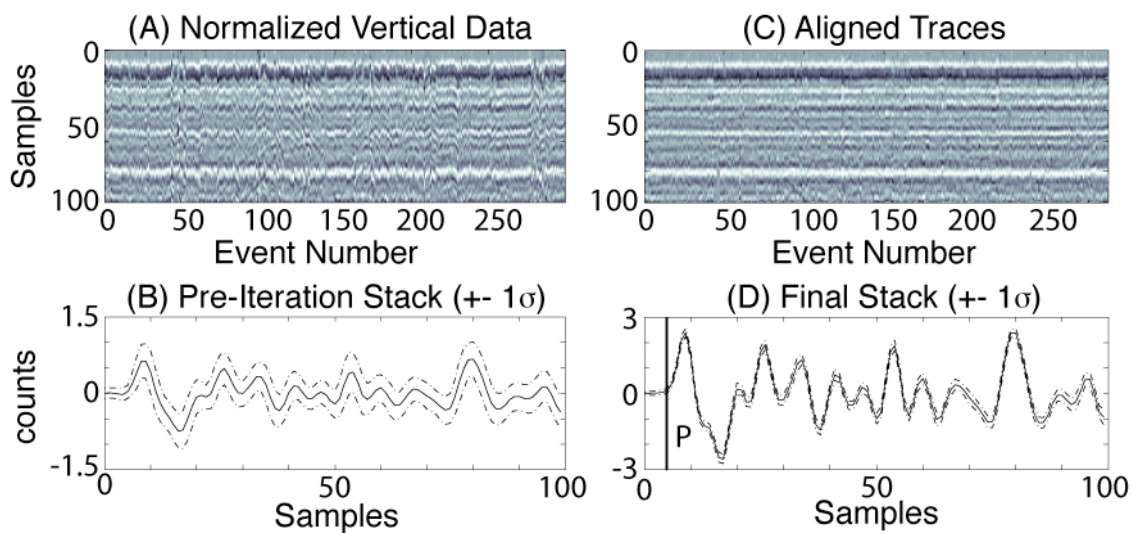 (A) Normalized Vertical Data
0
50
100
Samples
0 50 100 150 200 250
Event Number
(C) Aligned Traces
0
50
100
0 50 100 150 200 250
Event Number
(B) Pre-Iteration Stack (+- 1σ)
1.5
0
-1.5
counts
0 50 100
Samples
(D) Final Stack (+- 1σ)
3
0
-3
P
0 50 100
Samples